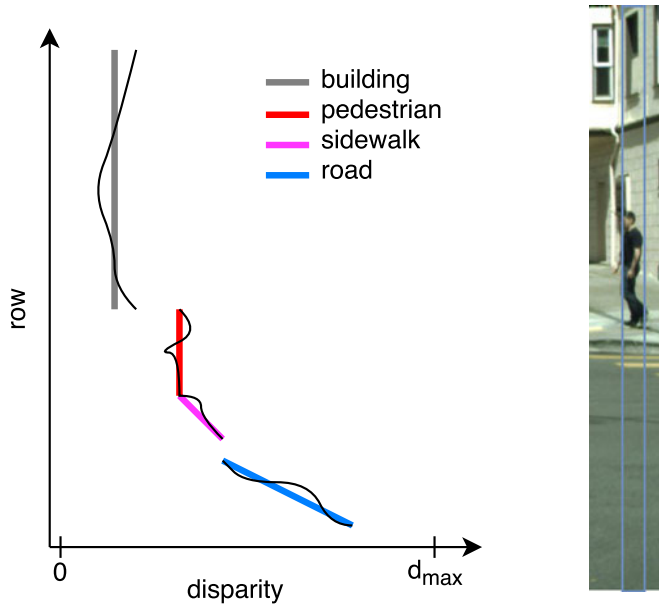 building
pedestrian
sidewalk
road
row
0
disparity
dmax